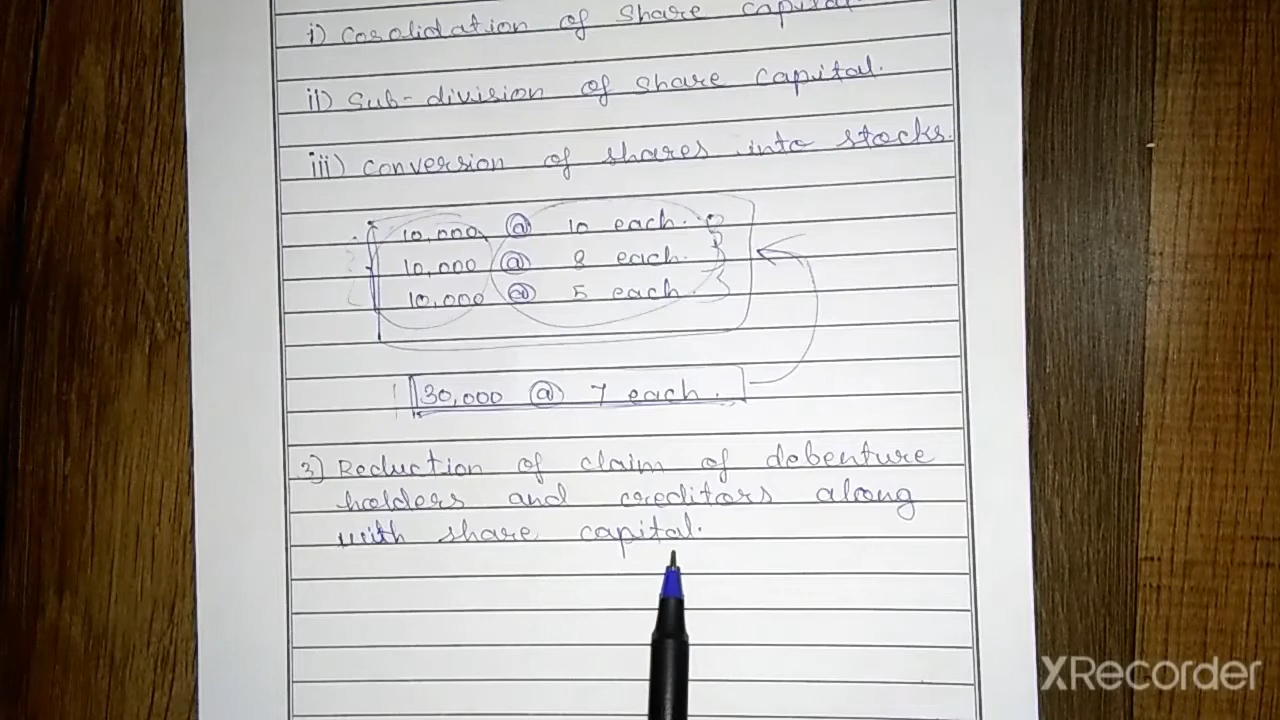 i) Cosolidation of share capital
ii) Sub-division of share capital.
iii) Conversion of shares into stocks.
10,000 @ 10 each.
10,000 @ 8 each.
10,000 @ 5 each.
30,000 @ 7 each.
3) Reduction of claim of debenture
holders and creditors along
with share capital.
XRecorder